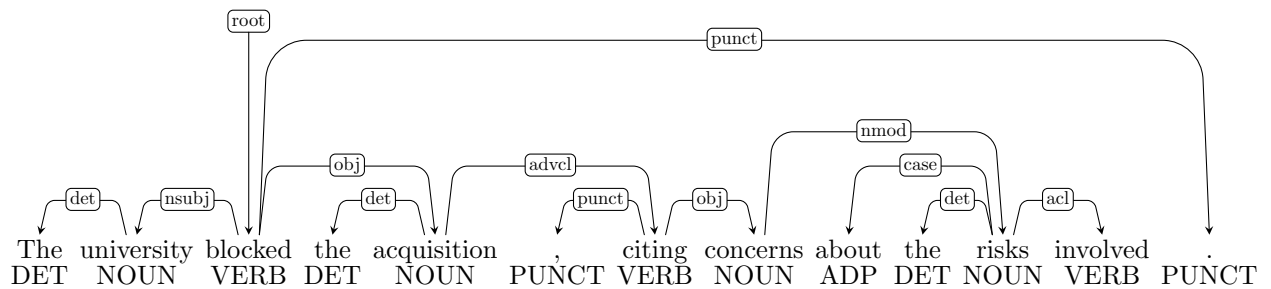 root
punct
nmod
obj advcl case
det nsubj det punct obj det acl
The university blocked the acquisition , citing concerns about the risks involved .
DET NOUN VERB DET NOUN PUNCT VERB NOUN ADP DET NOUN VERB PUNCT